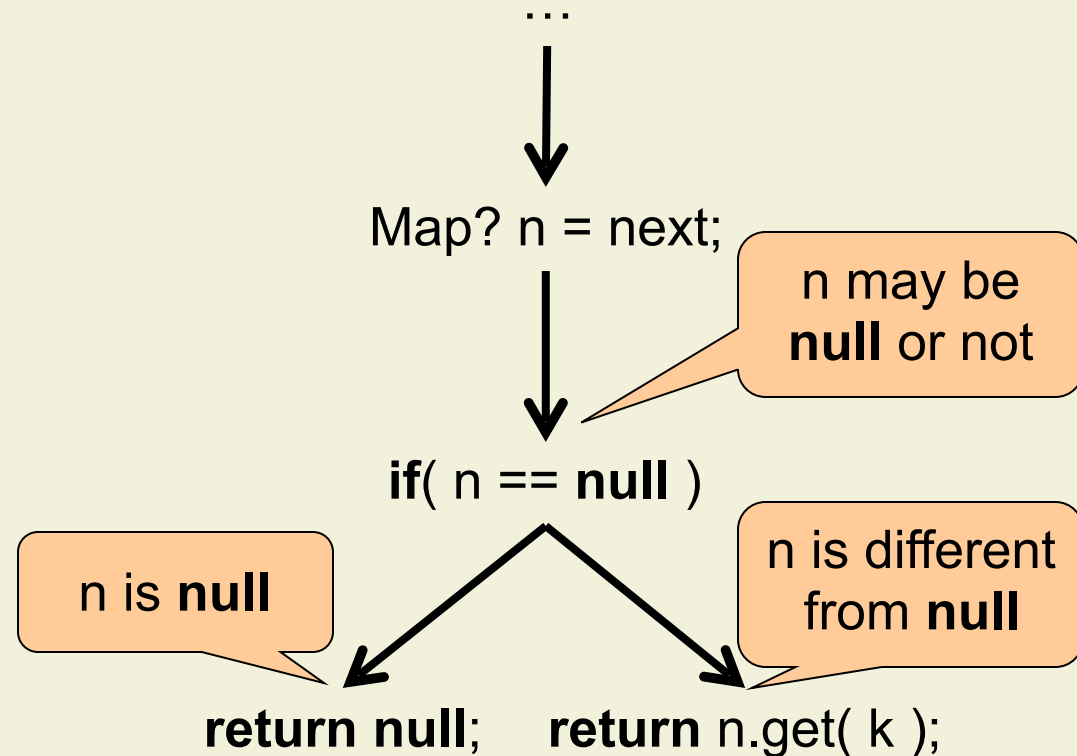 ...
Map? n = next;
n may be
null or not
if( n == null )
n is null
n is different
from null
return null;
return n.get( k );